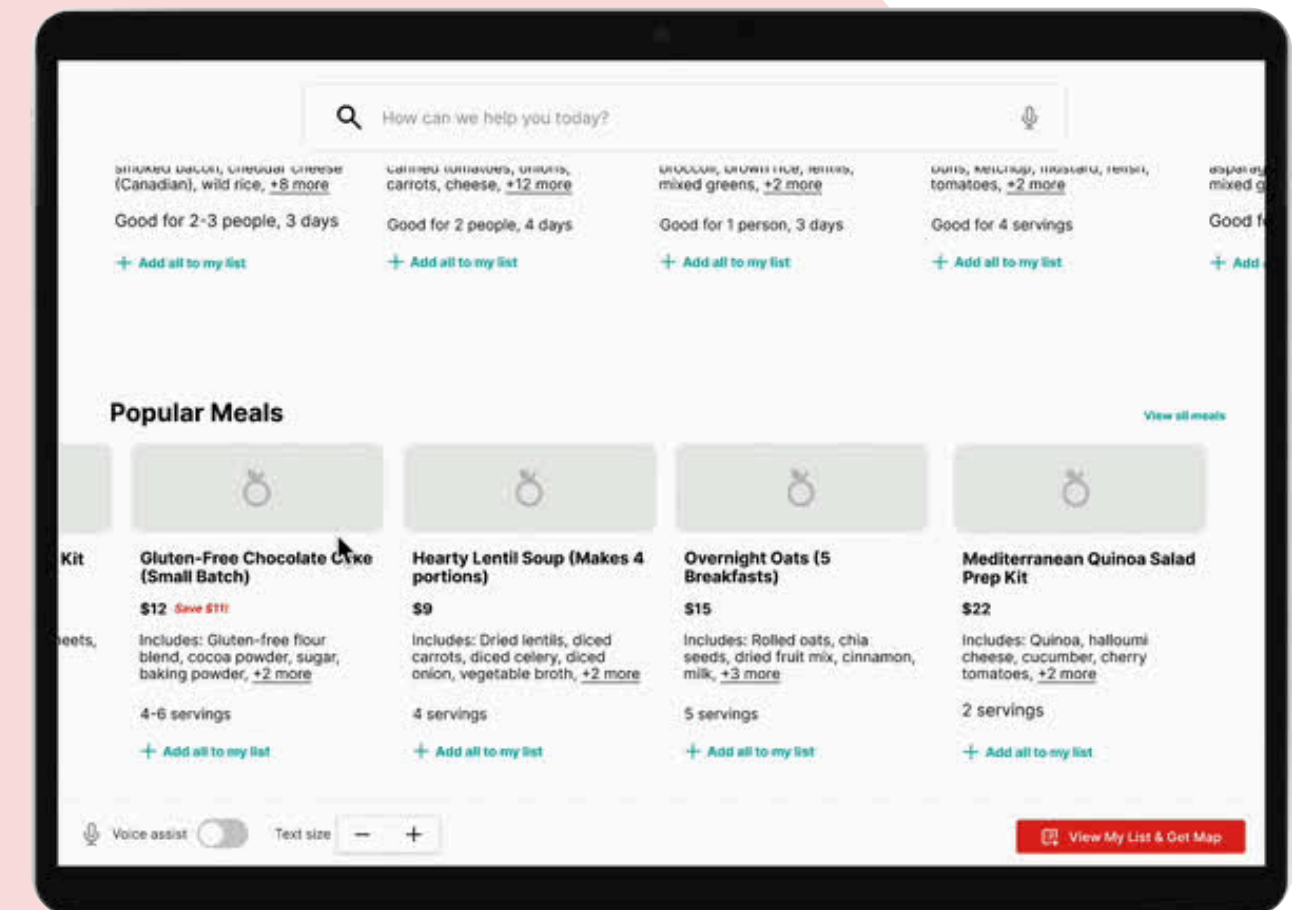 How can we help you today?
smoked bacon, cheddar cheese
(Canadian), wild rice, +8 more
Good for 2-3 people, 3 days
+ Add all to my list
canned tomatoes, onions,
carrots, cheese, +12 more
Good for 2 people, 4 days
+ Add all to my list
broccoli, brown rice, lentils,
mixed greens, +2 more
Good for 1 person, 3 days
+ Add all to my list
buns, ketchup, mustard, relish,
tomatoes, +2 more
Good for 4 servings
+ Add all to my list
mixed
Good
+ Add
Popular Meals
View all meals
Kit
Gluten-Free Chocolate Cake
(Small Batch)
$12 Save $11!
Includes: Gluten-free flour
blend, cocoa powder, sugar,
baking powder, +2 more
4-6 servings
+ Add all to my list
Hearty Lentil Soup (Makes 4
portions)
$9
Includes: Dried lentils, diced
carrots, diced celery, diced
onion, vegetable broth, +2 more
4 servings
+ Add all to my list
Overnight Oats (5
Breakfasts)
$15
Includes: Rolled oats, chia
seeds, dried fruit mix, cinnamon,
milk, +3 more
5 servings
+ Add all to my list
Mediterranean Quinoa Salad
Prep Kit
$22
Includes: Quinoa, halloumi
cheese, cucumber, cherry
tomatoes, +2 more
2 servings
+ Add all to my list
Voice assist
Text size − +
View My List & Get Map